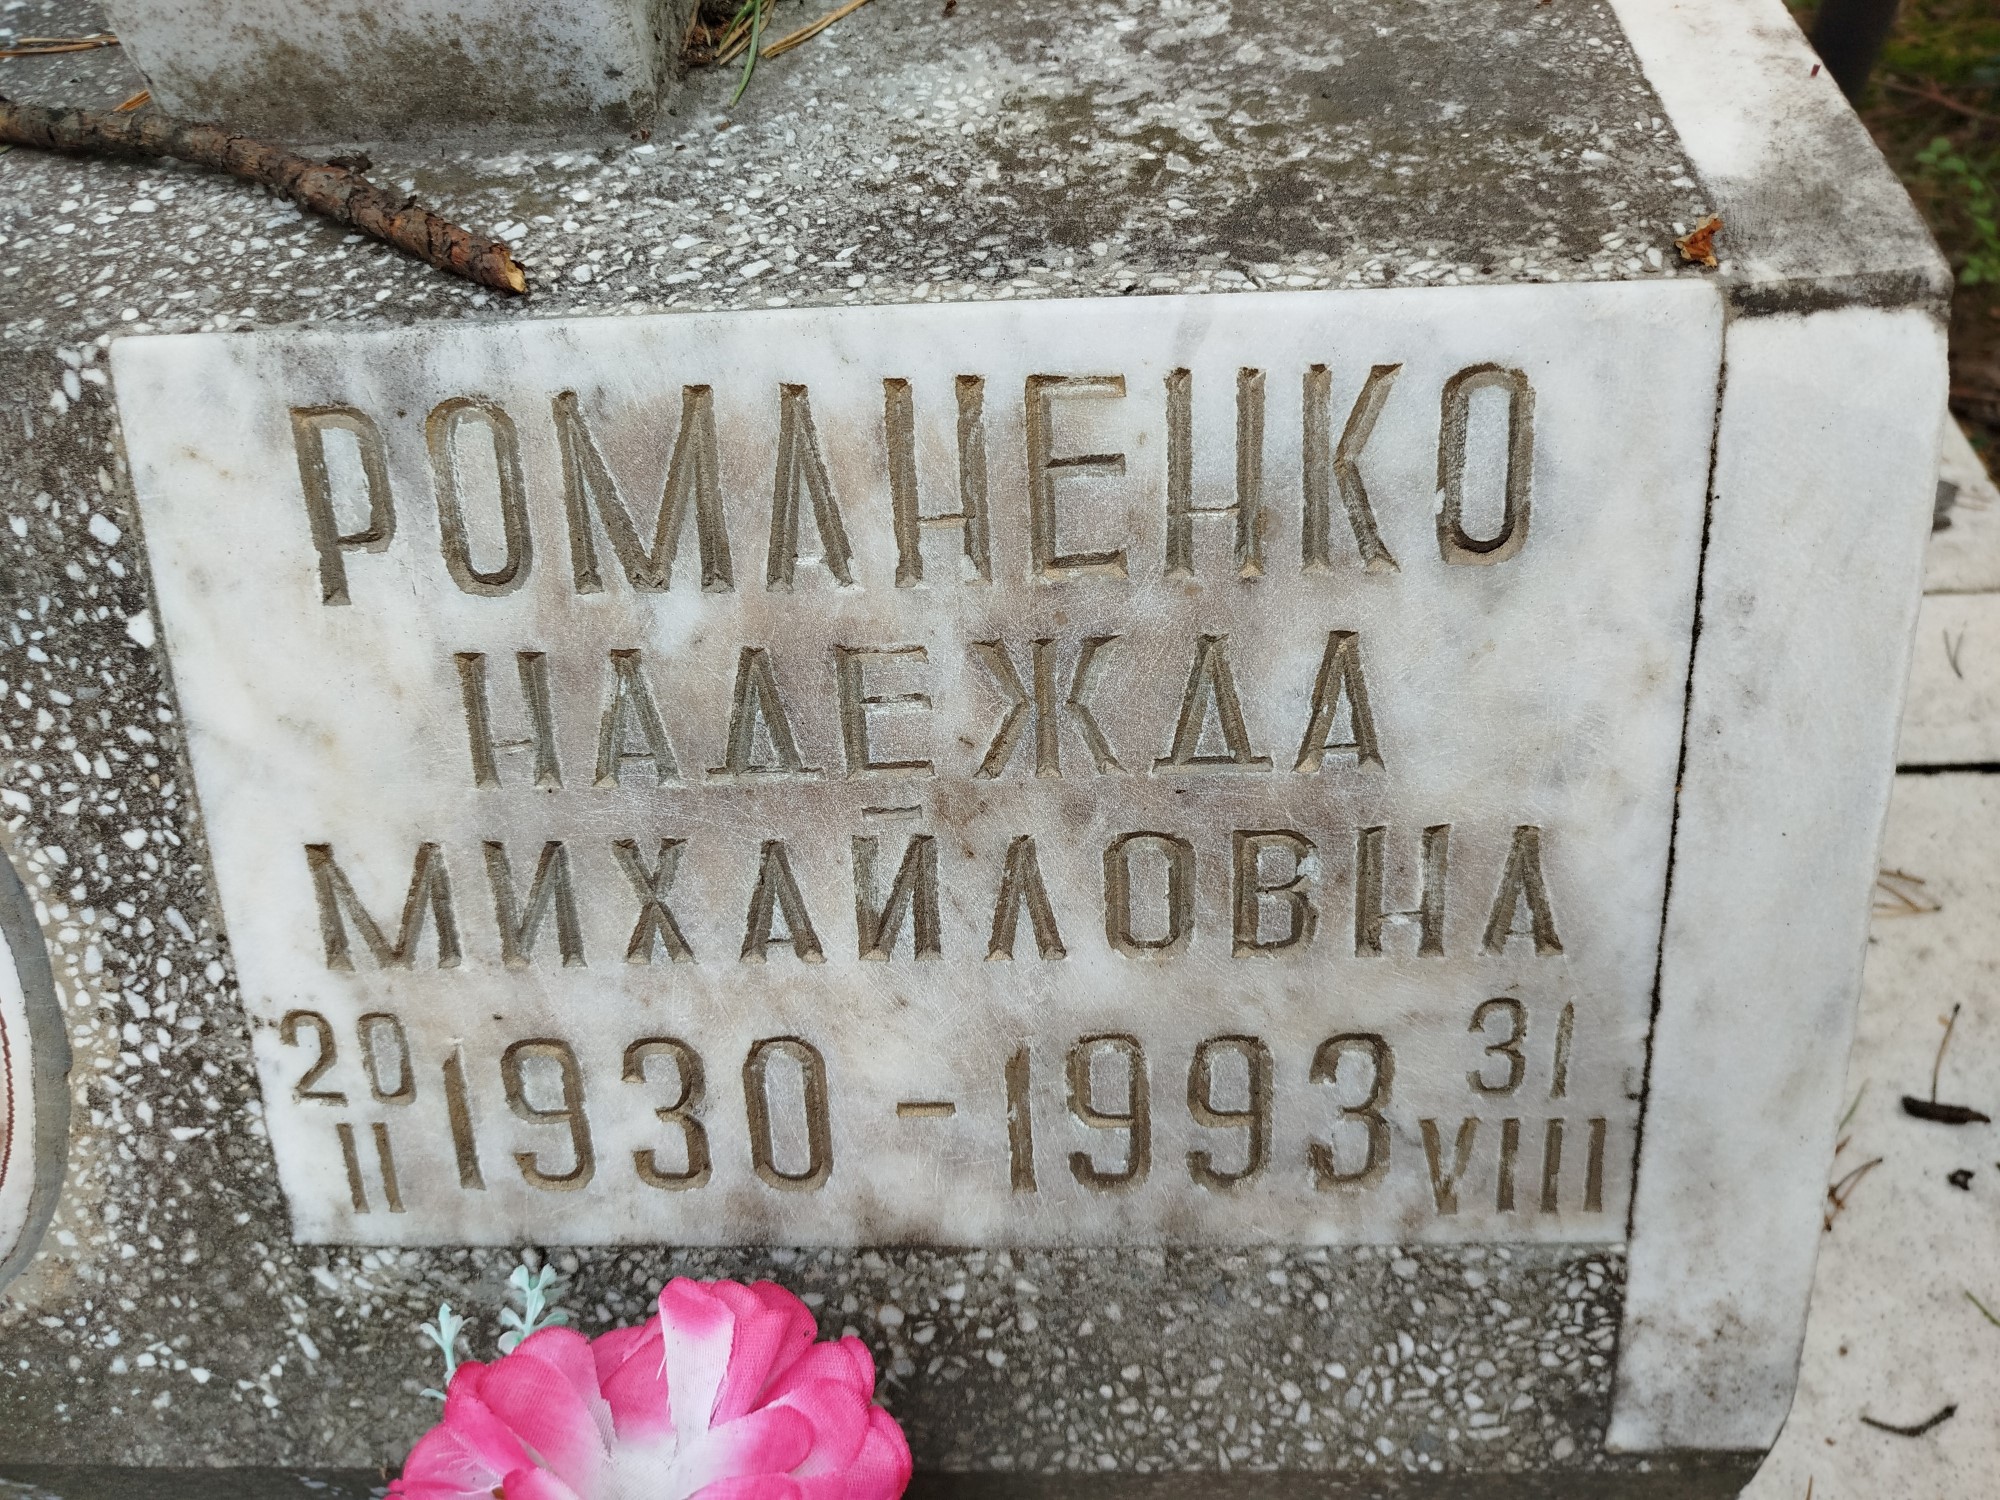 РОМАНЕНКО
НАДЕЖДА
МИХАЙЛОВНА
20/II 1930 - 1993 31/VIII